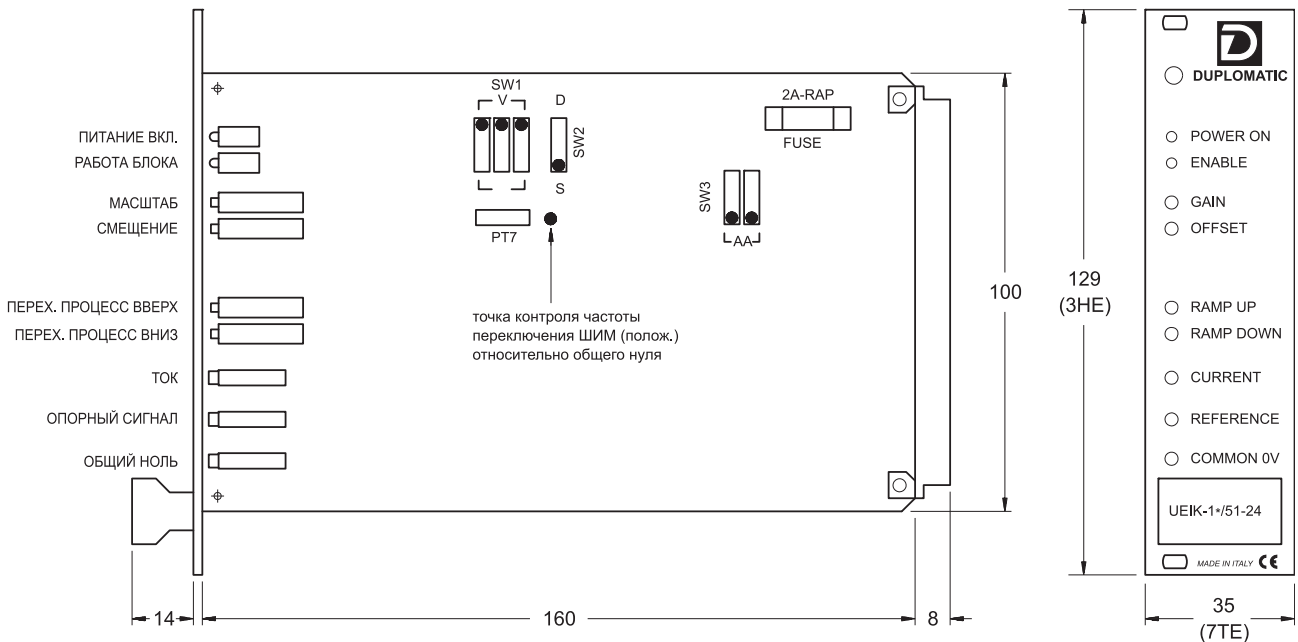 ПИТАНИЕ ВКЛ.
РАБОТА БЛОКА
МАСШТАБ
СМЕЩЕНИЕ
ПЕРЕХ. ПРОЦЕСС ВВЕРХ
ПЕРЕХ. ПРОЦЕСС ВНИЗ
ТОК
ОПОРНЫЙ СИГНАЛ
ОБЩИЙ НОЛЬ
SW1
V
D
SW2
S
PT7
2A-RAP
FUSE
SW3
AA
точка контроля частоты
переключения ШИМ (полож.)
относительно общего нуля
14
160
8
100
129
(3HE)
D
DUPLOMATIC
POWER ON
ENABLE
GAIN
OFFSET
RAMP UP
RAMP DOWN
CURRENT
REFERENCE
COMMON 0V
UEIK-1*/51-24
MADE IN ITALY CE
35
(7TE)